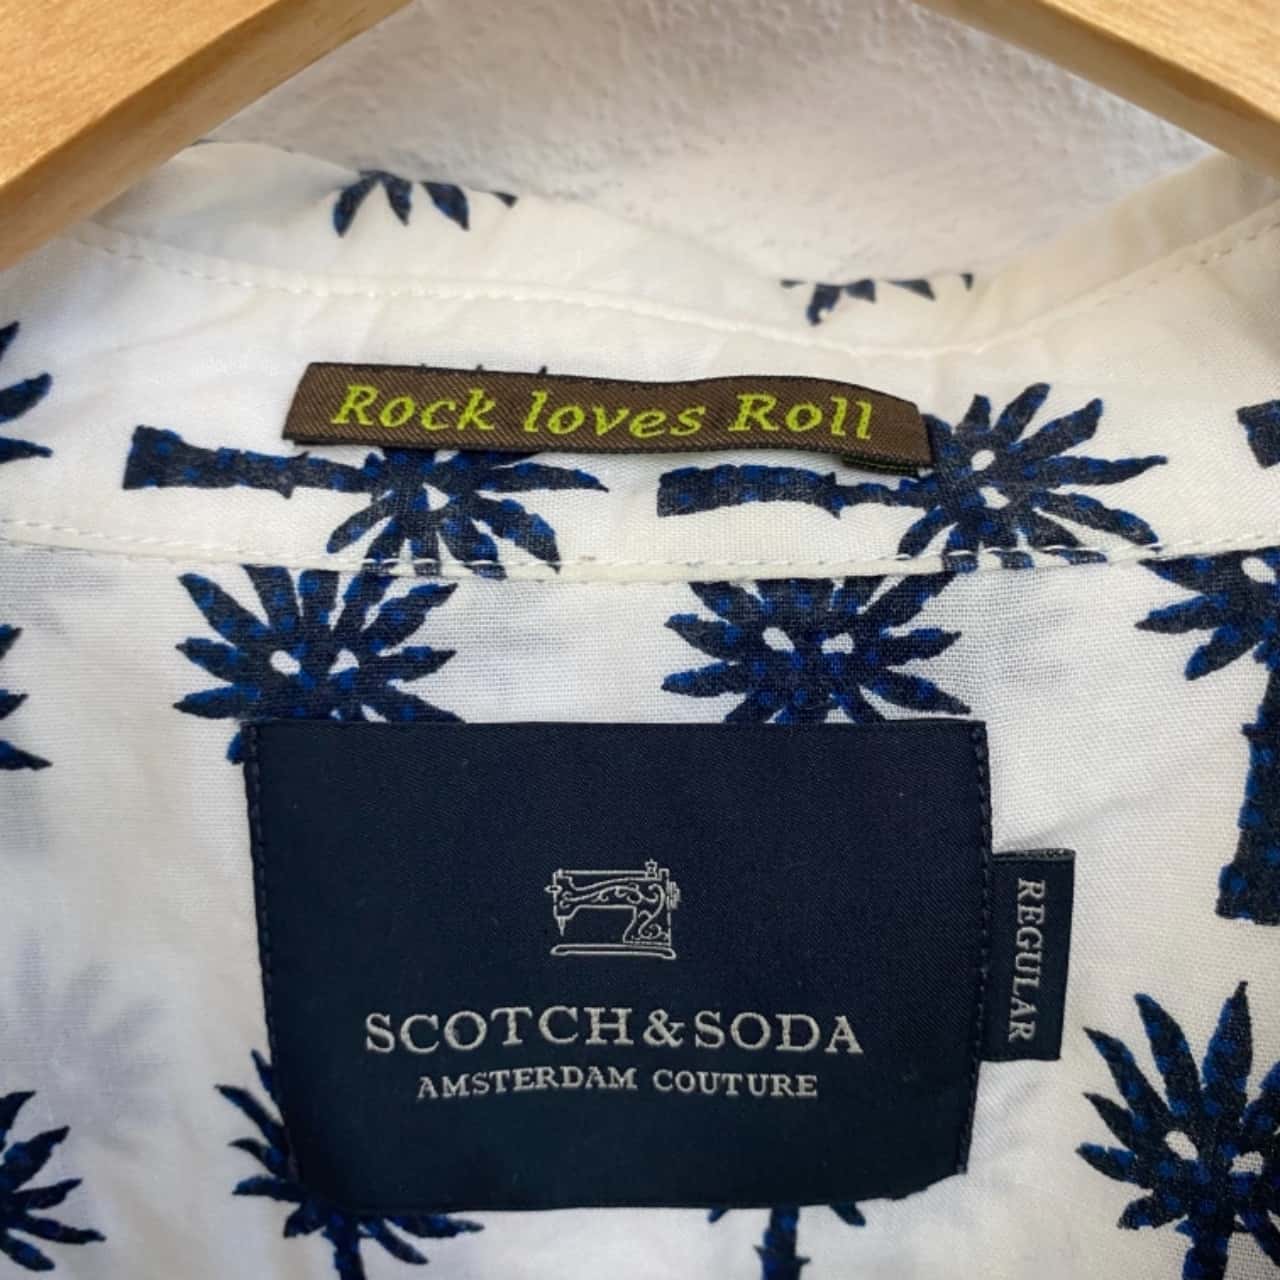 Rock loves Roll
SCOTCH & SODA
AMSTERDAM COUTURE
REGULAR